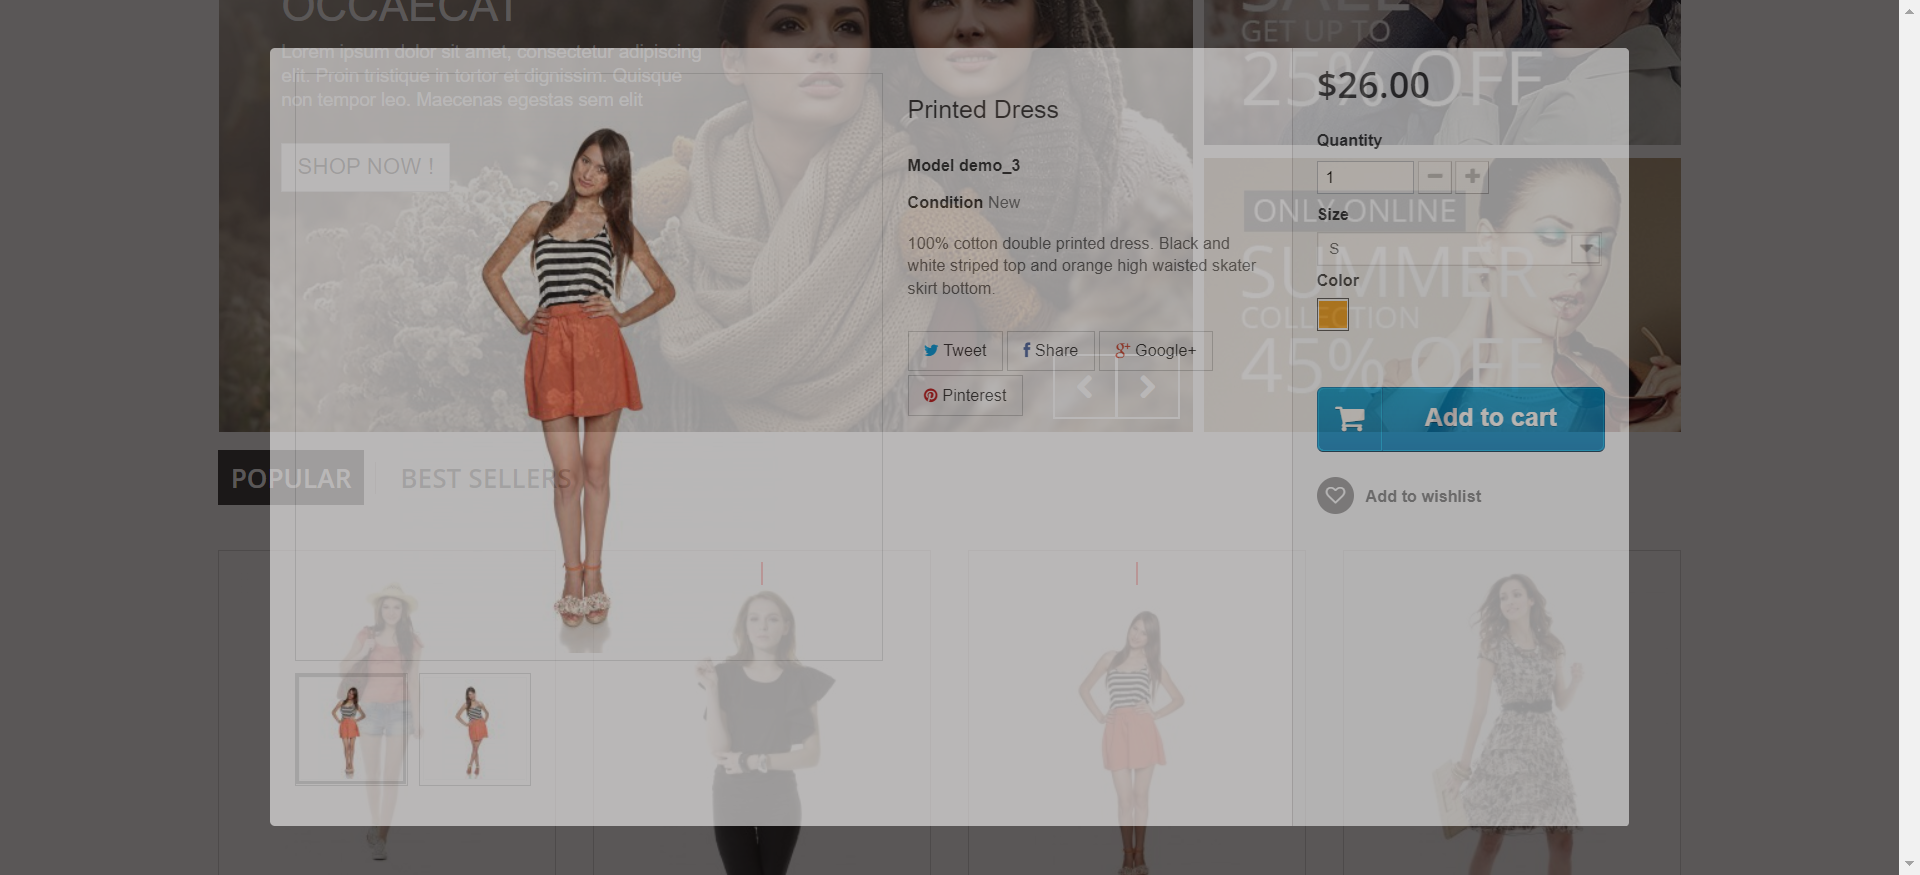 OCCAECAT
Lorem ipsum dolor sit amet, consectetur adipiscing
elit. Proin tristique in tortor et dignissim. Quisque
non tempor leo. Maecenas egestas sem elit
SHOP NOW !
SALE
GET UP TO
25% OFF
ONLY ONLINE
SUMMER
COLLECTION
45% OFF
Printed Dress
Model demo_3
Condition New
100% cotton double printed dress. Black and
white striped top and orange high waisted skater
skirt bottom.
Tweet
Share
Google+
Pinterest
$26.00
Quantity
1
Size
S
Color
Add to cart
Add to wishlist
POPULAR
BEST SELLERS